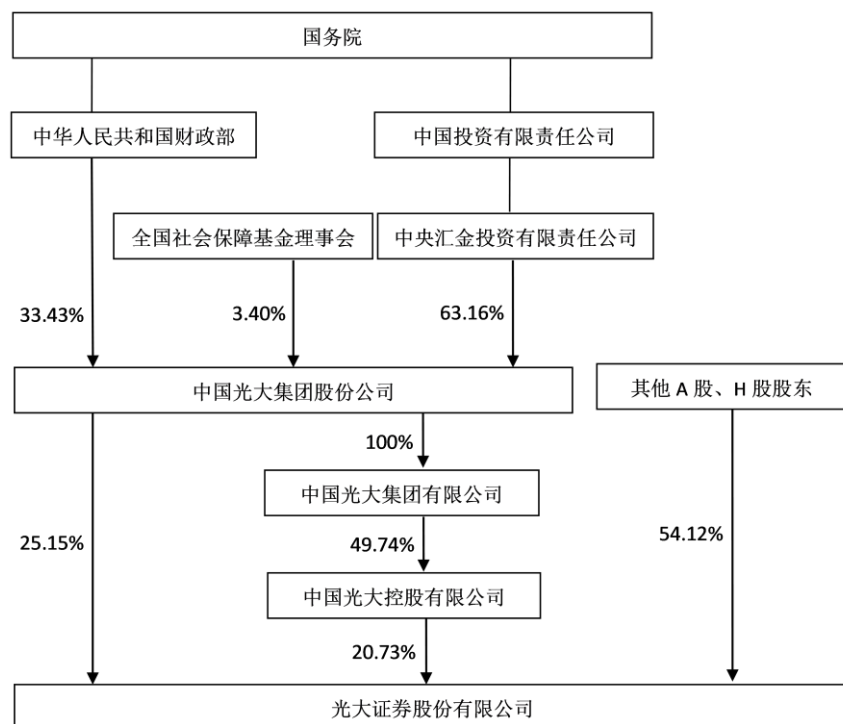 国务院
中华人民共和国财政部
中国投资有限责任公司
全国社会保障基金理事会
中央汇金投资有限责任公司
33.43%
3.40%
63.16%
中国光大集团股份公司
其他 A 股、H 股股东
100%
中国光大集团有限公司
25.15%
49.74%
54.12%
中国光大控股有限公司
20.73%
光大证券股份有限公司